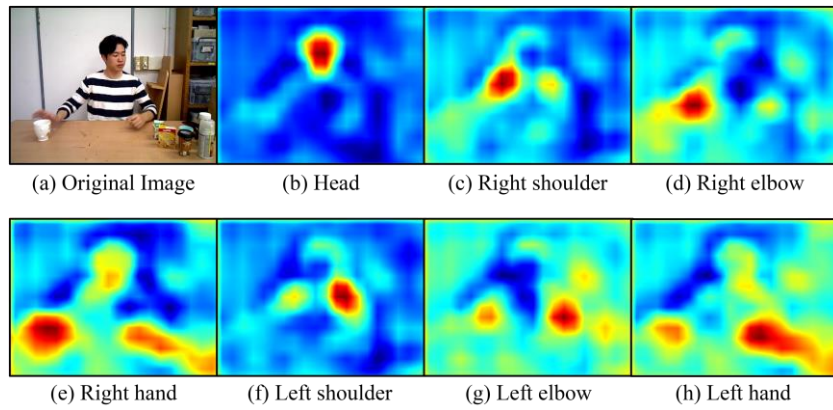 (a) Original Image (b) Head (c) Right shoulder (d) Right elbow
(e) Right hand (f) Left shoulder (g) Left elbow (h) Left hand